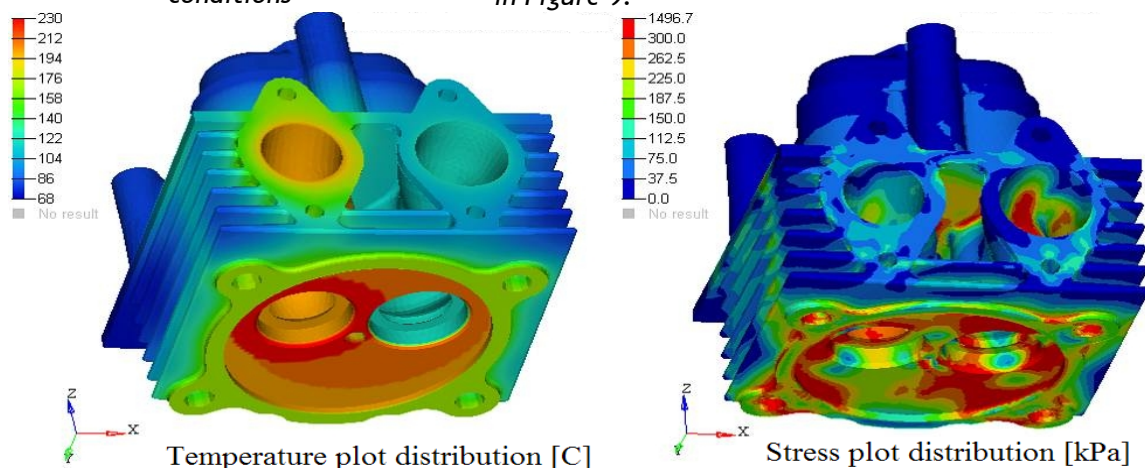 conditions
in Figure 9.
230
212
194
176
158
140
122
104
86
68
No result
Z
X
Y
Temperature plot distribution [C]
1496.7
300.0
262.5
225.0
187.5
150.0
112.5
75.0
37.5
0.0
No result
Z
X
Y
Stress plot distribution [kPa]